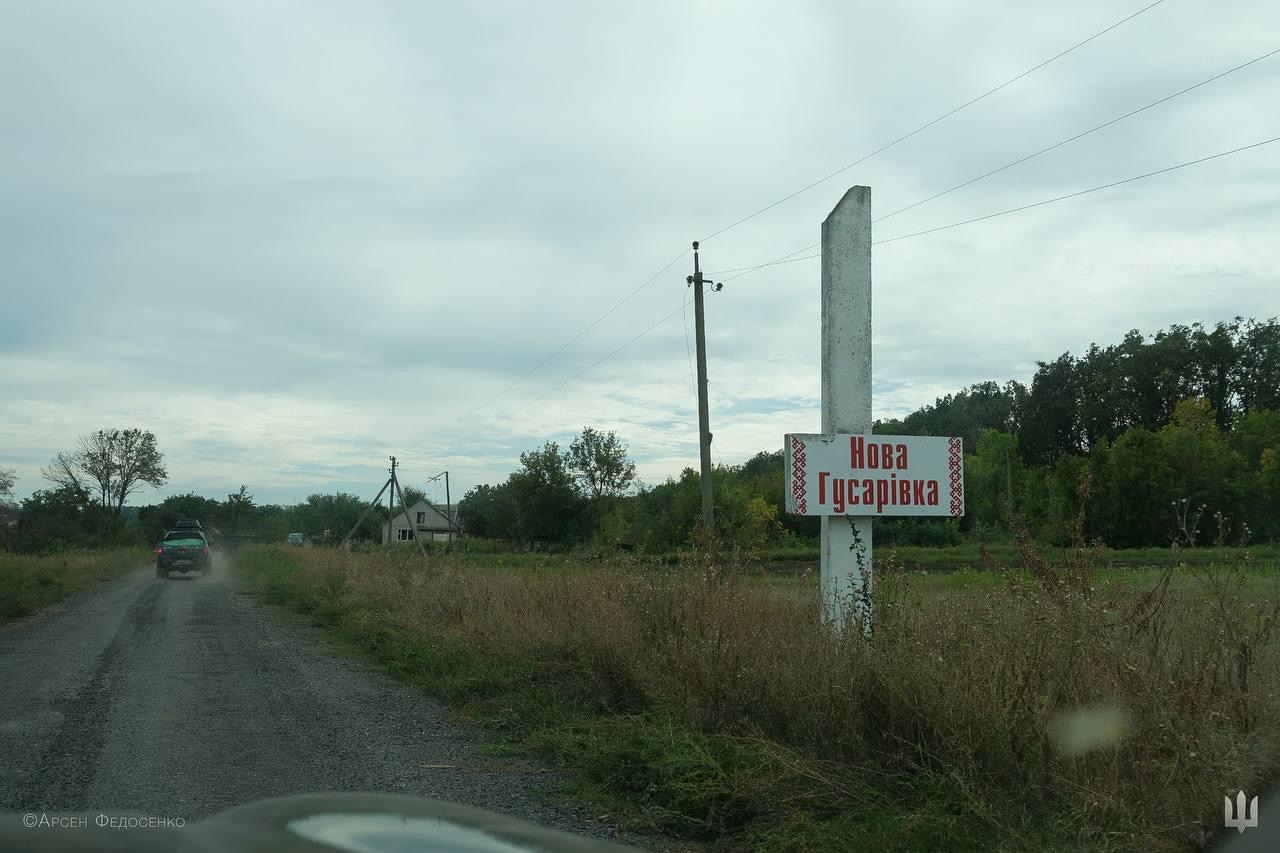 Нова
Гусарівка
©Арсен Федосенко